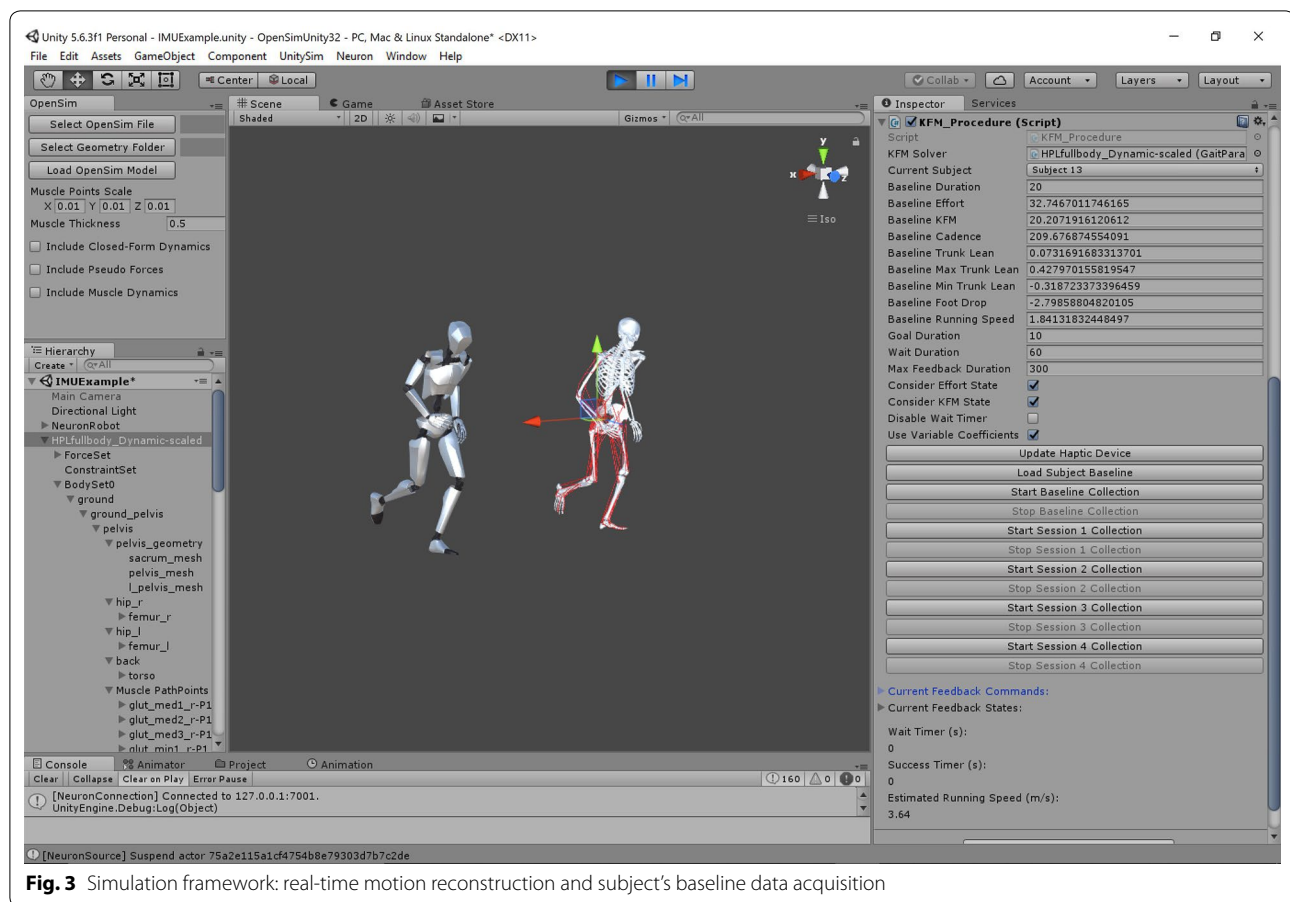 Unity 5.6.3f1 Personal - IMUExample.unity - OpenSimUnity32 - PC, Mac & Linux Standalone* <DX11>
File Edit Assets GameObject Component UnitySim Neuron Window Help
Center Local
Collab Account Layers Layout
OpenSim
Select OpenSim File
Select Geometry Folder
Load OpenSim Model
Muscle Points Scale
X 0.01 Y 0.01 Z 0.01
Muscle Thickness 0.5
Include Closed-Form Dynamics
Include Pseudo Forces
Include Muscle Dynamics
Hierarchy
Create All
IMUExample*
Main Camera
Directional Light
NeuronRobot
HPLfullbody_Dynamic-scaled
ForceSet
ConstraintSet
BodySet0
ground
ground_pelvis
pelvis
pelvis_geometry
sacrum_mesh
pelvis_mesh
l_pelvis_mesh
hip_r
femur_r
hip_l
femur_l
back
torso
Muscle PathPoints
glut_med1_r-P1
glut_med2_r-P1
glut_med3_r-P1
glut_min1_r-P1
Scene Game Asset Store
Shaded 2D Gizmos All
y
x z
Iso
Inspector Services
KFM_Procedure (Script)
Script KFM_Procedure
KFM Solver HPLfullbody_Dynamic-scaled (GaitPara
Current Subject Subject 13
Baseline Duration 20
Baseline Effort 32.7467011746165
Baseline KFM 20.2071916120612
Baseline Cadence 209.676874554091
Baseline Trunk Lean 0.0731691683313701
Baseline Max Trunk Lean 0.427970155819547
Baseline Min Trunk Lean -0.318723373396459
Baseline Foot Drop -2.79858804820105
Baseline Running Speed 1.84131832448497
Goal Duration 10
Wait Duration 60
Max Feedback Duration 300
Consider Effort State
Consider KFM State
Disable Wait Timer
Use Variable Coefficients
Update Haptic Device
Load Subject Baseline
Start Baseline Collection
Stop Baseline Collection
Start Session 1 Collection
Stop Session 1 Collection
Start Session 2 Collection
Stop Session 2 Collection
Start Session 3 Collection
Stop Session 3 Collection
Start Session 4 Collection
Stop Session 4 Collection
Current Feedback Commands:
Current Feedback States:
Wait Timer (s):
0
Success Timer (s):
0
Estimated Running Speed (m/s):
3.64
Console Animator Project Animation
Clear Collapse Clear on Play Error Pause 160 0 0
[NeuronConnection] Connected to 127.0.0.1:7001.
UnityEngine.Debug:Log(Object)
[NeuronSource] Suspend actor 75a2e115a1cf4754b8e79303d7b7c2de
Fig. 3 Simulation framework: real-time motion reconstruction and subject's baseline data acquisition